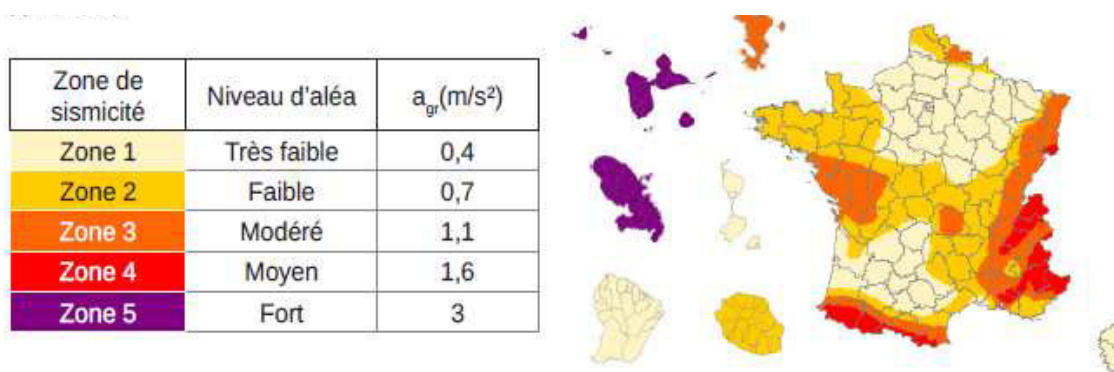 Zone de sismicité Niveau d'aléa a_gr(m/s²)
Zone 1 Très faible 0,4
Zone 2 Faible 0,7
Zone 3 Modéré 1,1
Zone 4 Moyen 1,6
Zone 5 Fort 3